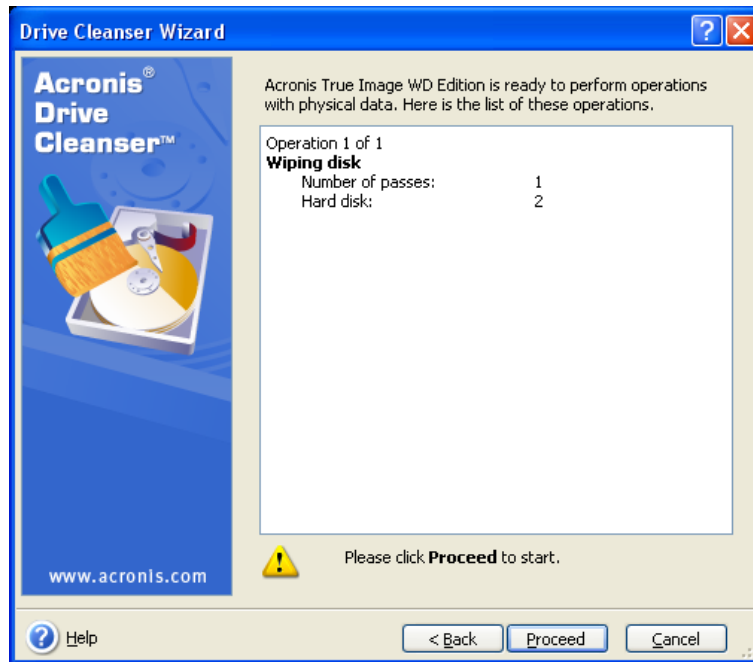 Drive Cleanser Wizard
Acronis®
Drive
Cleanser™
Acronis True Image WD Edition is ready to perform operations
with physical data. Here is the list of these operations.
Operation 1 of 1
Wiping disk
Number of passes: 1
Hard disk: 2
Please click Proceed to start.
www.acronis.com
Help
< Back
Proceed
Cancel